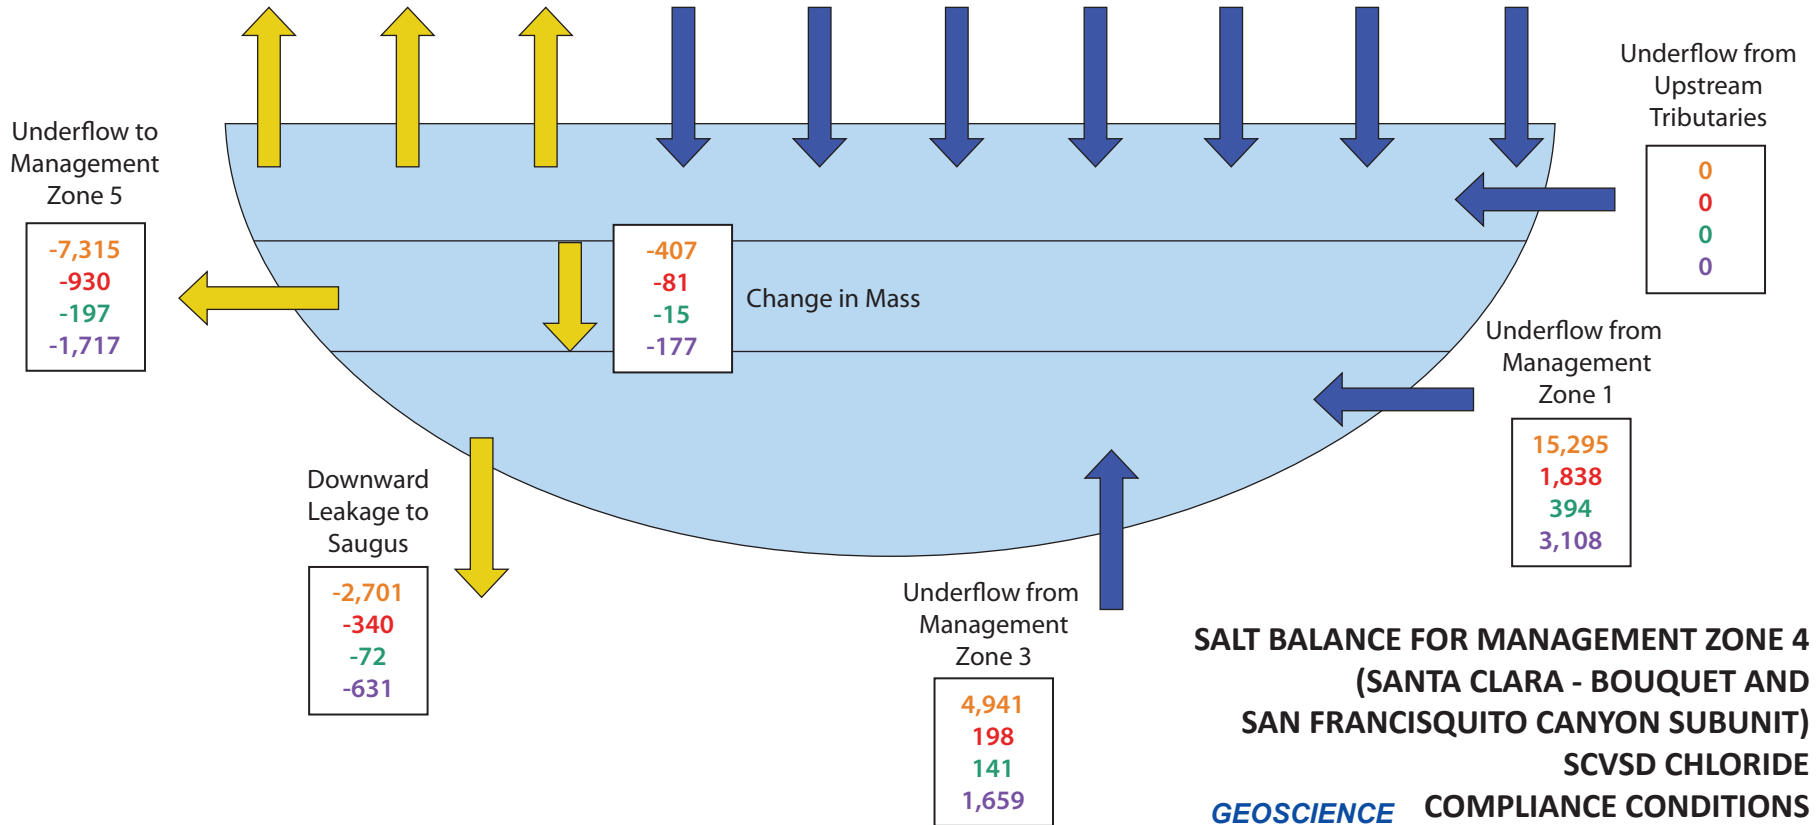 Underflow from
Upstream
Tributaries
0
0
0
0
Underflow to
Management
Zone 5
-7,315
-930
-197
-1,717
-407
-81
-15
-177
Change in Mass
Underflow from
Management
Zone 1
15,295
1,838
394
3,108
Downward
Leakage to
Saugus
-2,701
-340
-72
-631
Underflow from
Management
Zone 3
4,941
198
141
1,659
SALT BALANCE FOR MANAGEMENT ZONE 4
(SANTA CLARA - BOUQUET AND
SAN FRANCISQUITO CANYON SUBUNIT)
SCVSD CHLORIDE
COMPLIANCE CONDITIONS
GEOSCIENCE